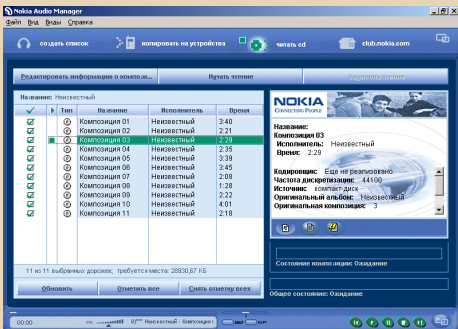 Nokia Audio Manager
Файл Вид Виды Справка
создать список
копировать на устройства
читать cd
club.nokia.com
Редактировать информацию о компози...
Начать чтение
Название: Неизвестный
Тип Название Исполнитель Время
Композиция 01 Неизвестный 3:40
Композиция 02 Неизвестный 2:21
Композиция 03 Неизвестный 2:29
Композиция 04 Неизвестный 2:35
Композиция 05 Неизвестный 3:39
Композиция 06 Неизвестный 3:45
Композиция 07 Неизвестный 2:08
Композиция 08 Неизвестный 1:28
Композиция 09 Неизвестный 2:22
Композиция 10 Неизвестный 4:01
Композиция 11 Неизвестный 2:18
11 из 11 выбранных дорожек, требуется места: 28930,67 КБ
Обновить Отметить все Снять отметку всех
NOKIA
CONNECTING PEOPLE
Название:
Композиция 03
Исполнитель: Неизвестный
Время: 2:29
Кодировщик: Еще не реализовано
Частота дискретизации: 44100
Источник: компакт-диск
Оригинальный альбом: Неизвестный
Оригинальная композиция: 3
Состояние композиции: Ожидание
Общее состояние: Ожидание
00:00
Неизвестный - Композиция